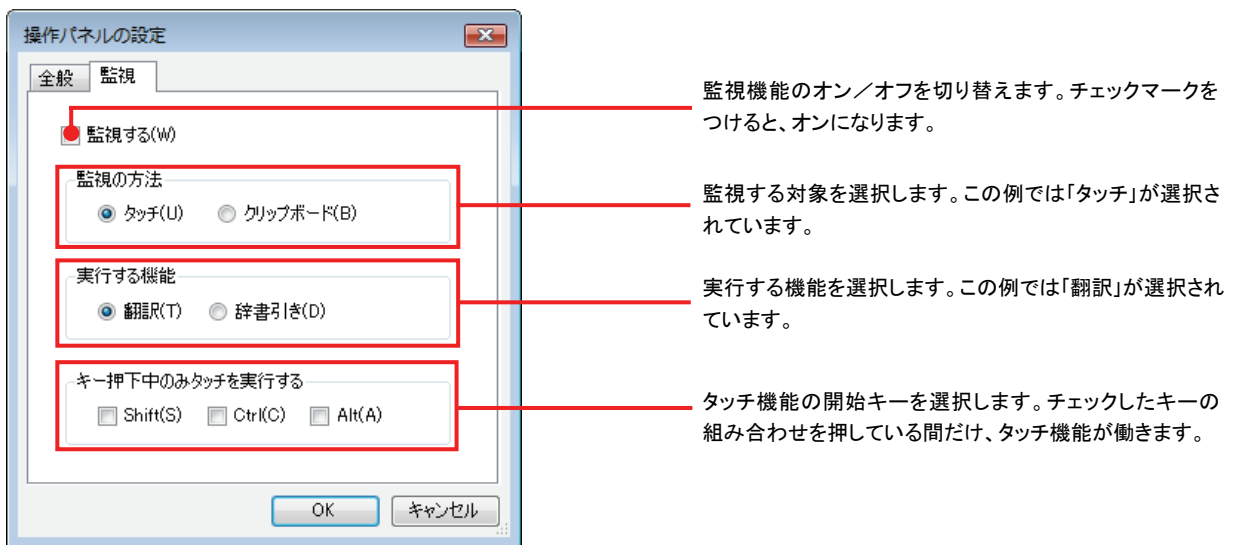 操作パネルの設定
全般 監視
監視する(W)
監視の方法
タッチ(U) クリップボード(B)
実行する機能
翻訳(T) 辞書引き(D)
キー押下中のみタッチを実行する
Shift(S) Ctrl(C) Alt(A)
OK キャンセル
監視機能のオン／オフを切り替えます。チェックマークを
つけると、オンになります。
監視する対象を選択します。この例では「タッチ」が選択さ
れています。
実行する機能を選択します。この例では「翻訳」が選択され
ています。
タッチ機能の開始キーを選択します。チェックしたキーの
組み合わせを押している間だけ、タッチ機能が働きます。